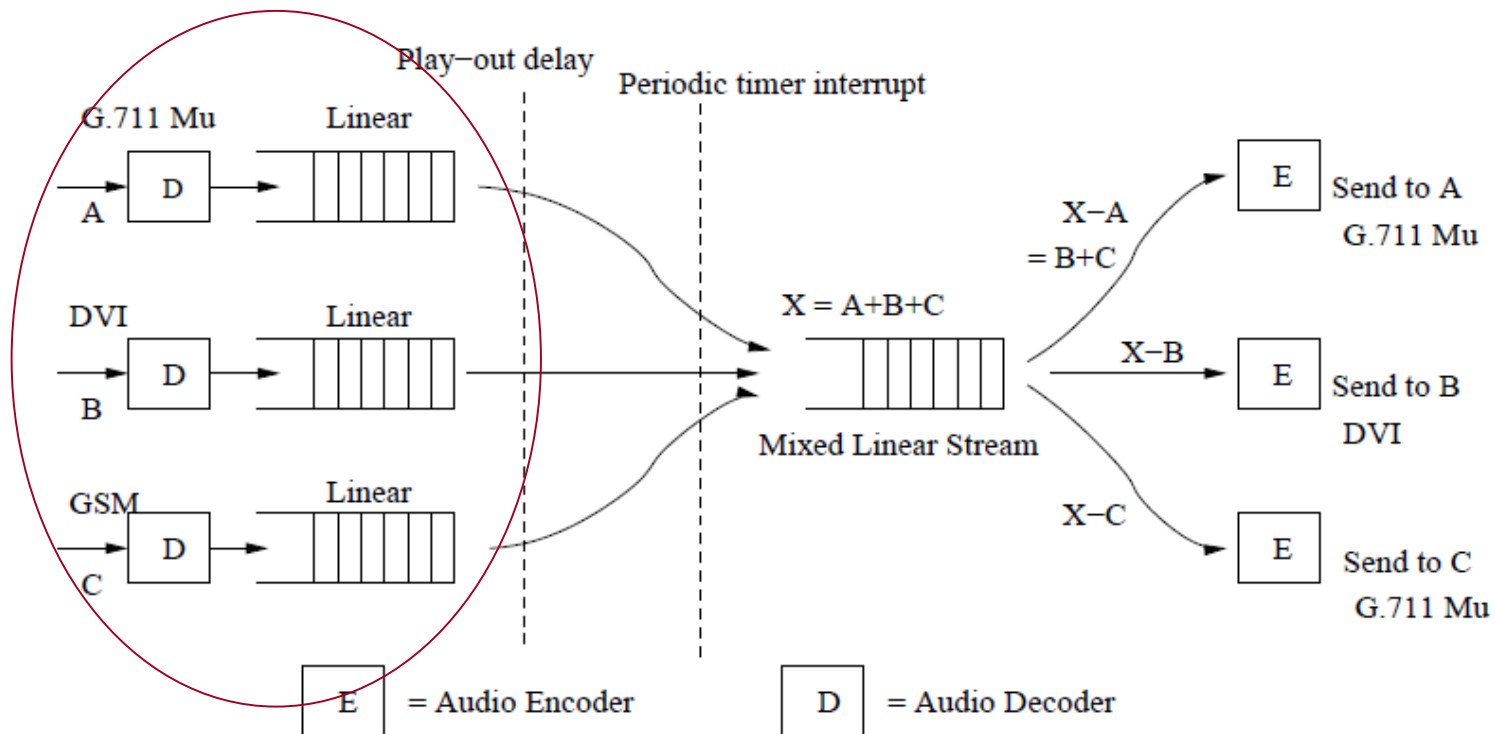 Play−out delay
Periodic timer interrupt
G.711 Mu
Linear
D
A
E
Send to A
G.711 Mu
X−A
= B+C
X = A+B+C
DVI
Linear
D
B
X−B
E
Send to B
DVI
Mixed Linear Stream
GSM
Linear
D
C
X−C
E
Send to C
G.711 Mu
E = Audio Encoder
D = Audio Decoder